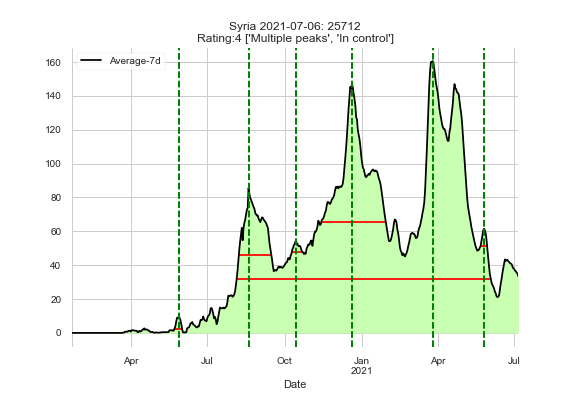 Syria 2021-07-06: 25712
Rating:4 ['Multiple peaks', 'In control']
Average-7d
160
140
120
100
80
60
40
20
0
Apr
Jul
Oct
Jan
2021
Apr
Jul
Date